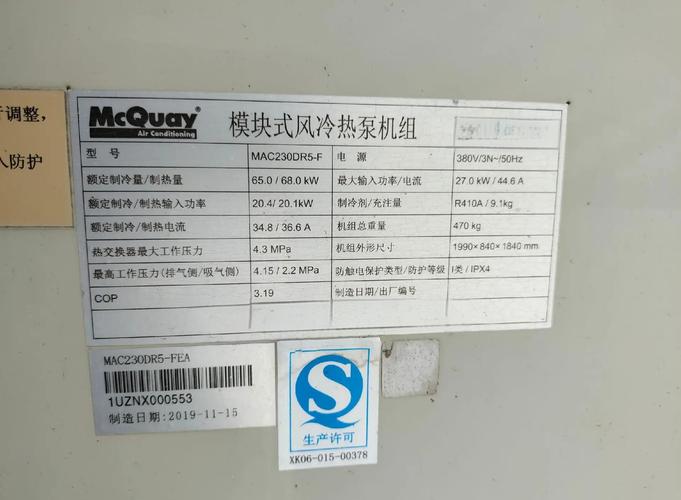 行调整,
人防护
McQuay®
Air Conditioning
模块式风冷热泵机组
型 号 MAC230DR5-F 电 源 380V/3N~/50Hz
额定制冷量/制热量 65.0 / 68.0 kW 最大输入功率/电流 27.0 kW / 44.6 A
额定制冷/制热输入功率 20.4/ 20.1kW 制冷剂/充注量 R410A / 9.1kg
额定制冷/制热电流 34.8 / 36.6 A 机组总重量 470 kg
热交换器最大工作压力 4.3 MPa 机组外形尺寸 1990×840×1840 mm
最高工作压力(排气侧/吸气侧) 4.15 / 2.2 MPa 防触电保护类型/防护等级 I类 / IPX4
COP 3.19 制造日期/出厂编号
MAC230DR5-FEA
1UZNX000553
制造日期:2019-11-15
生产许可
XK06-015-00378